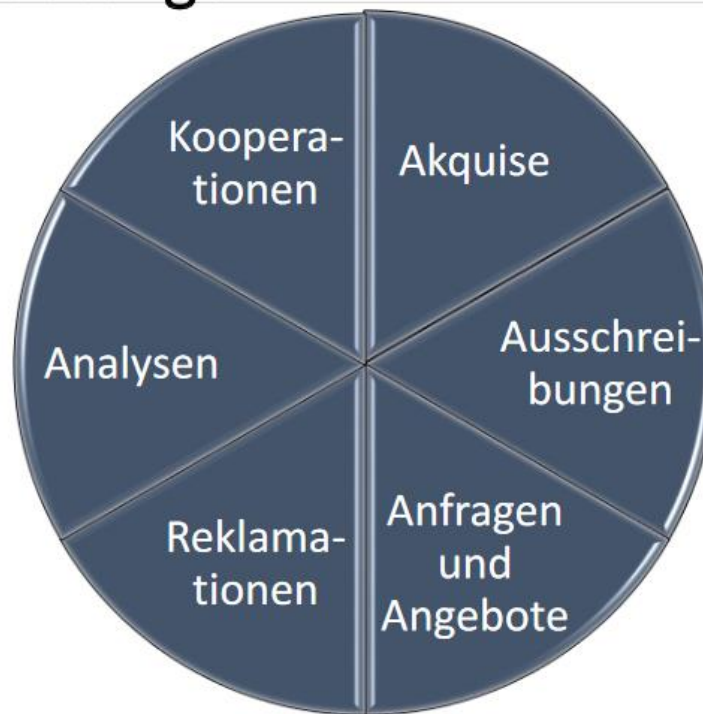 Akquise
Ausschrei-
bungen
Anfragen
und
Angebote
Reklama-
tionen
Analysen
Koopera-
tionen